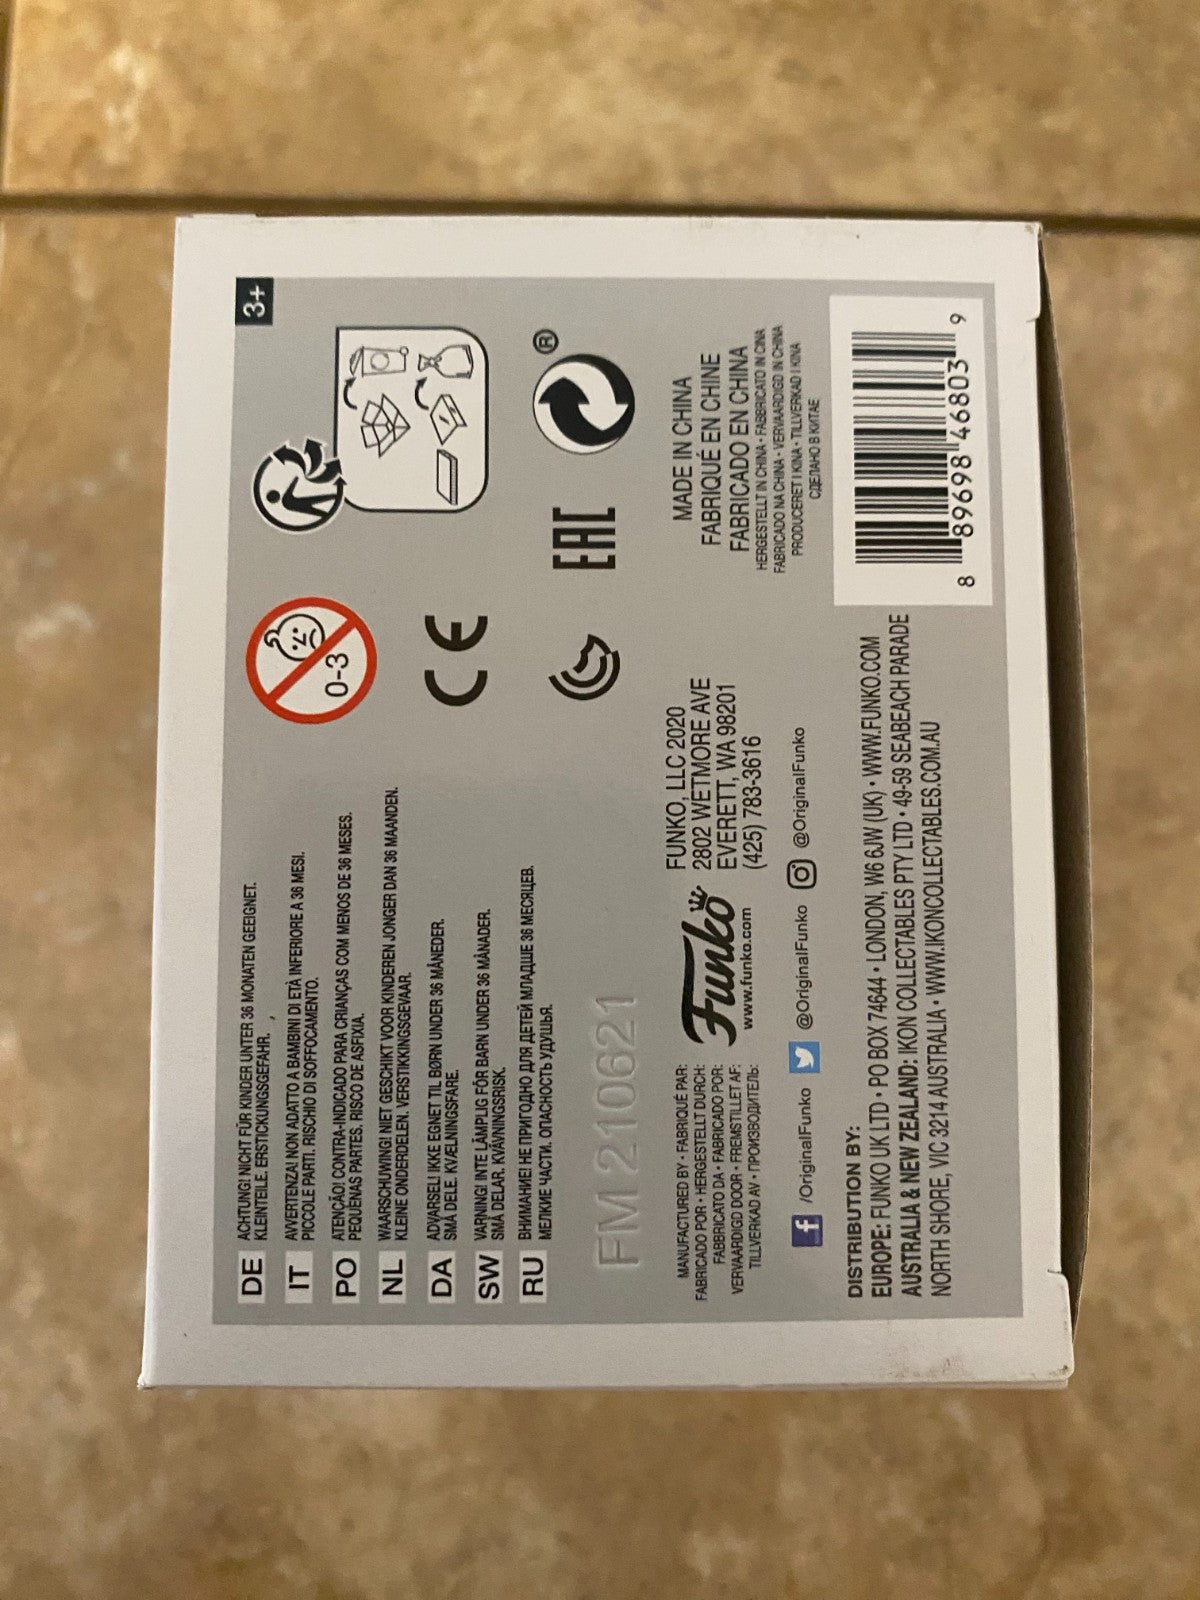 DE ACHTUNG! NICHT FÜR KINDER UNTER 36 MONATEN GEEIGNET.
KLEINTEILE. ERSTICKUNGSGEFAHR.
IT AVVERTENZA! NON ADATTO A BAMBINI DI ETÀ INFERIORE A 36 MESI.
PICCOLE PARTI. RISCHIO DI SOFFOCAMENTO.
PO ATENÇÃO! CONTRA-INDICADO PARA CRIANÇAS COM MENOS DE 36 MESES.
PEQUENAS PARTES. RISCO DE ASFIXIA.
NL WAARSCHUWING! NIET GESCHIKT VOOR KINDEREN JONGER DAN 36 MAANDEN.
KLEINE ONDERDELEN. VERSTIKKINGSGEVAAR.
DA ADVARSEL! IKKE EGNET TIL BØRN UNDER 36 MÅNEDER.
SMÅ DELE. KVÆLNINGSFARE.
SW VARNING! INTE LÄMPLIG FÖR BARN UNDER 36 MÅNADER.
SMÅ DELAR. KVÄVNINGSRISK.
RU ВНИМАНИЕ! НЕ ПРИГОДНО ДЛЯ ДЕТЕЙ МЛАДШЕ 36 МЕСЯЦЕВ.
МЕЛКИЕ ЧАСТИ. ОПАСНОСТЬ УДУШЬЯ.
0-3
3+
CE
EAC
®
FM 210621
MANUFACTURED BY • FABRIQUÉ PAR:
FABRICADO POR • HERGESTELLT DURCH:
FABBRICATO DA • FABRICADO POR:
VERVAARDIGD DOOR • FREMSTILLET AF:
TILLVERKAD AV • ПРОИЗВОДИТЕЛЬ:
Funko
www.funko.com
FUNKO, LLC 2020
2802 WETMORE AVE
EVERETT, WA 98201
(425) 783-3616
/OriginalFunko @OriginalFunko @OriginalFunko
MADE IN CHINA
FABRIQUÉ EN CHINE
FABRICADO EN CHINA
HERGESTELLT IN CHINA • FABBRICATO IN CINA
FABRICADO NA CHINA • VERVAARDIGD IN CHINA
PRODUCERET I KINA • TILLVERKAD I KINA
СДЕЛАНО В КИТАЕ
DISTRIBUTION BY:
EUROPE: FUNKO UK LTD • PO BOX 74644 • LONDON, W6 6JW (UK) • WWW.FUNKO.COM
AUSTRALIA & NEW ZEALAND: IKON COLLECTABLES PTY LTD • 49-59 SEABEACH PARADE
NORTH SHORE, VIC 3214 AUSTRALIA • WWW.IKONCOLLECTABLES.COM.AU
8 89698 46803 9